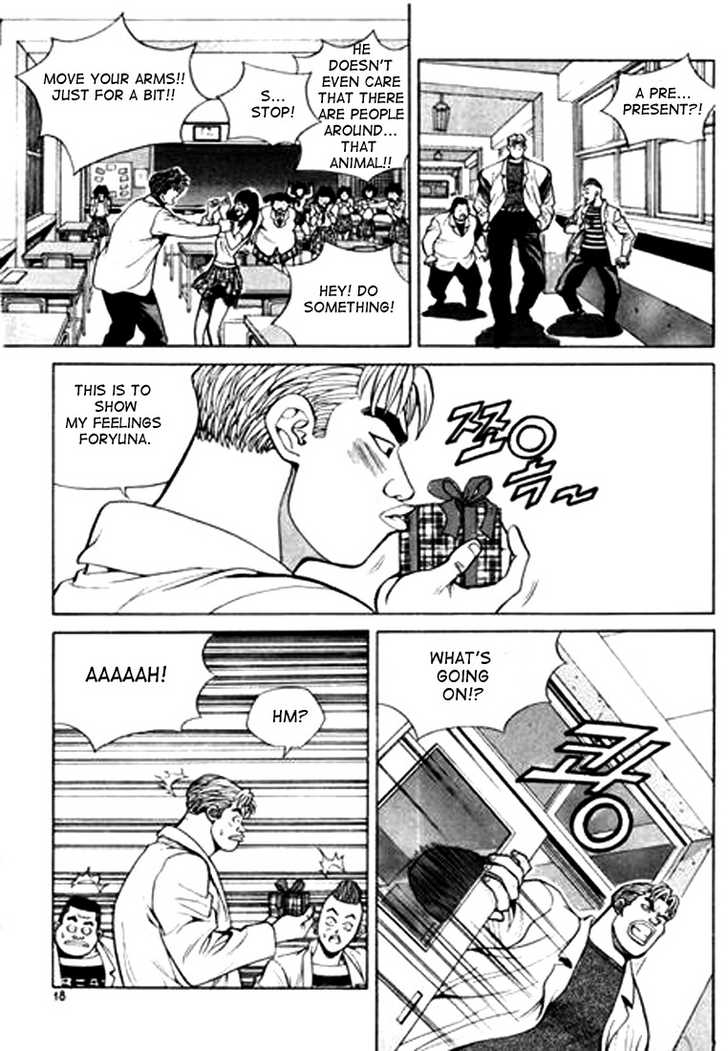 MOVE YOUR ARMS!!
JUST FOR A BIT!!
S...
STOP!
HE
DOESN'T
EVEN CARE
THAT THERE
ARE PEOPLE
AROUND...
THAT
ANIMAL!!
HEY! DO
SOMETHING!
A PRE...
PRESENT?!
THIS IS TO
SHOW
MY FEELINGS
FORYUNA.
쪼옥~
AAAAAH!
HM?
WHAT'S
GOING
ON!?
쾅
18